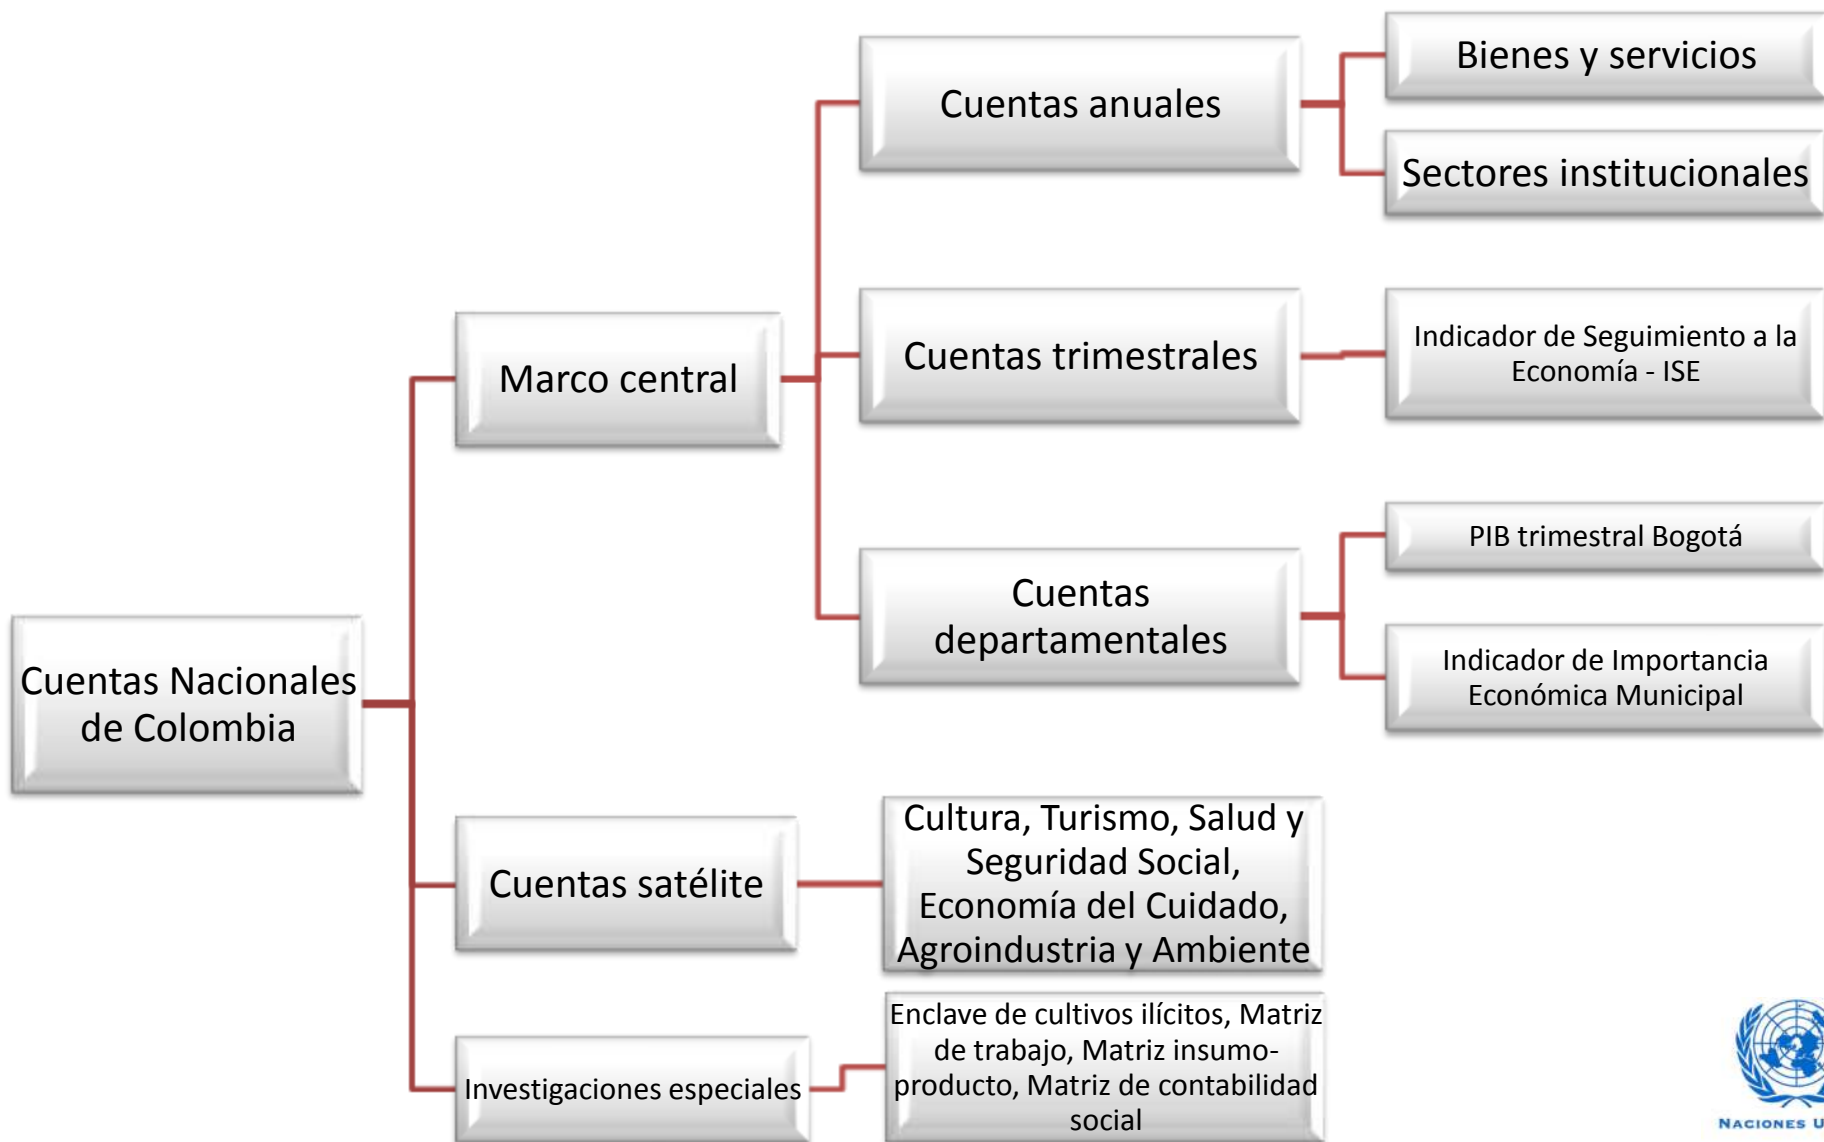 Cuentas Nacionales
de Colombia
Marco central
Cuentas anuales
Bienes y servicios
Sectores institucionales
Cuentas trimestrales
Indicador de Seguimiento a la
Economía - ISE
Cuentas
departamentales
PIB trimestral Bogotá
Indicador de Importancia
Económica Municipal
Cuentas satélite
Cultura, Turismo, Salud y
Seguridad Social,
Economía del Cuidado,
Agroindustria y Ambiente
Investigaciones especiales
Enclave de cultivos ilícitos, Matriz
de trabajo, Matriz insumo-
producto, Matriz de contabilidad
social
NACIONES U